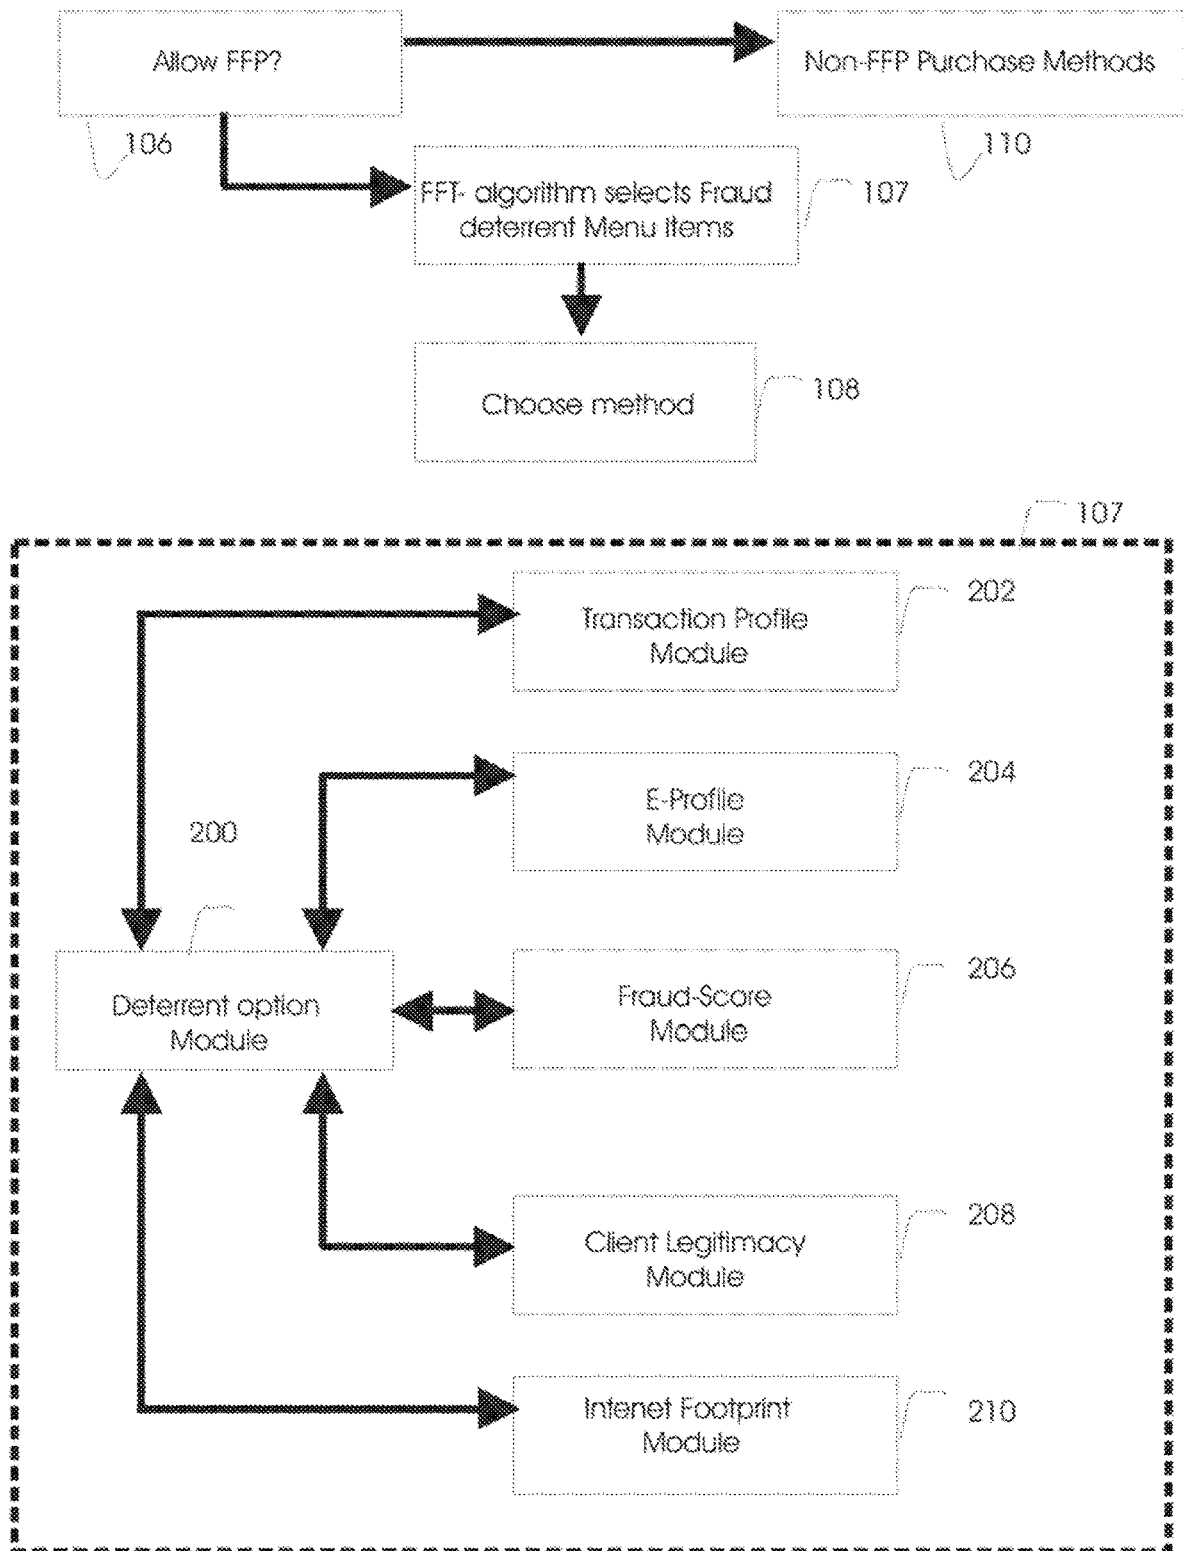 Allow FFP?
Non-FFP Purchase Methods
106
110
FFT- algorithm selects Fraud
deterrent Menu items
107
Choose method
108
107
Transaction Profile
Module
202
E-Profile
Module
204
200
Deterrent option
Module
Fraud-Score
Module
206
Client Legitimacy
Module
208
Intenet Footprint
Module
210